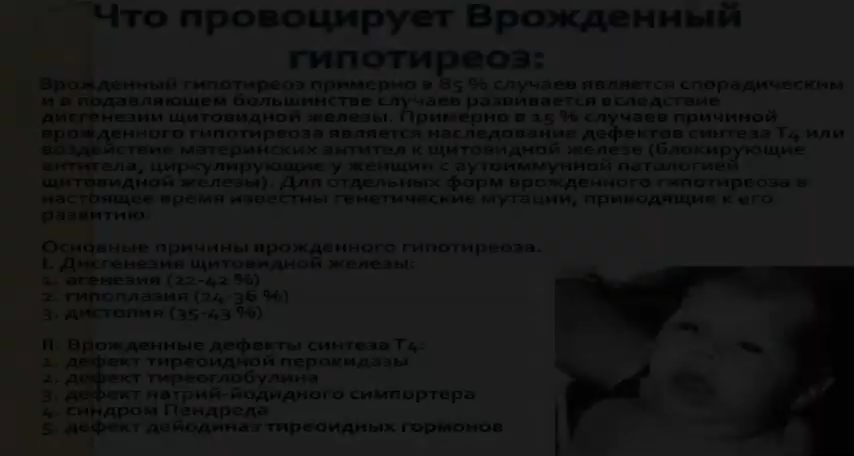 Что провоцирует Врожденный
гипотиреоз:
Врожденный гипотиреоз примерно в 85 % случаев является спорадическим
и в подавляющем большинстве случаев развивается вследствие
дисгенезии щитовидной железы. Примерно в 15 % случаев причиной
врожденного гипотиреоза является наследование дефектов синтеза Т4 или
воздействие материнских антител к щитовидной железе (блокирующие
антитела, циркулирующие у женщин с аутоиммунной патологией
щитовидной железы). Для отдельных форм врожденного гипотиреоза в
настоящее время известны генетические мутации, приводящие к его
развитию.
Основные причины врожденного гипотиреоза.
I. Дисгенезия щитовидной железы:
1. агенезия (22-42 %)
2. гипоплазия (24-36 %)
3. дистопия (35-43 %)
II. Врожденные дефекты синтеза Т4:
1. дефект тиреоидной пероксидазы
2. дефект тиреоглобулина
3. дефект натрий-йодидного симпортера
4. синдром Пендреда
5. дефект дейодиназ тиреоидных гормонов